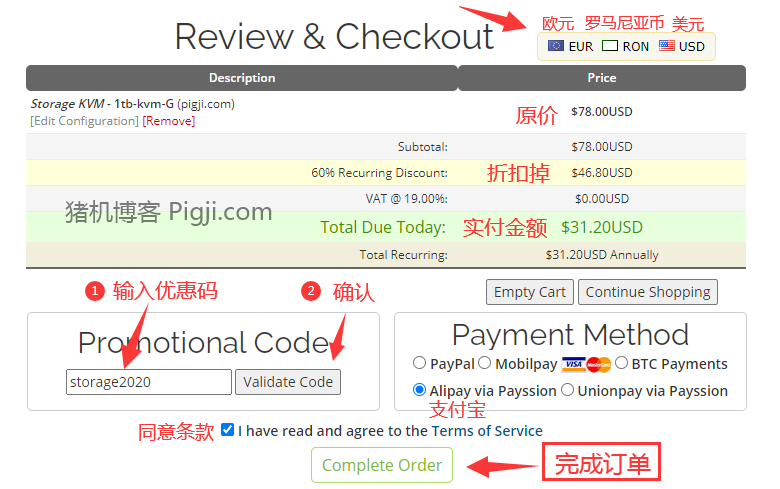 欧元 罗马尼亚币 美元
Review & Checkout
EUR RON USD
Description Price
Storage KVM - 1tb-kvm-G (pigji.com) 原价 $78.00USD
[Edit Configuration] [Remove]
Subtotal: $78.00USD
60% Recurring Discount: 折扣掉 $46.80USD
VAT @ 19.00%: $0.00USD
猪机博客 Pigji.com
Total Due Today: 实付金额 $31.20USD
Total Recurring: $31.20USD Annually
1 输入优惠码 2 确认
Empty Cart Continue Shopping
Promotional Code
storage2020 Validate Code
Payment Method
PayPal Mobilpay VISA MasterCard BTC Payments
Alipay via Payssion Unionpay via Payssion
支付宝
同意条款 I have read and agree to the Terms of Service
Complete Order 完成订单